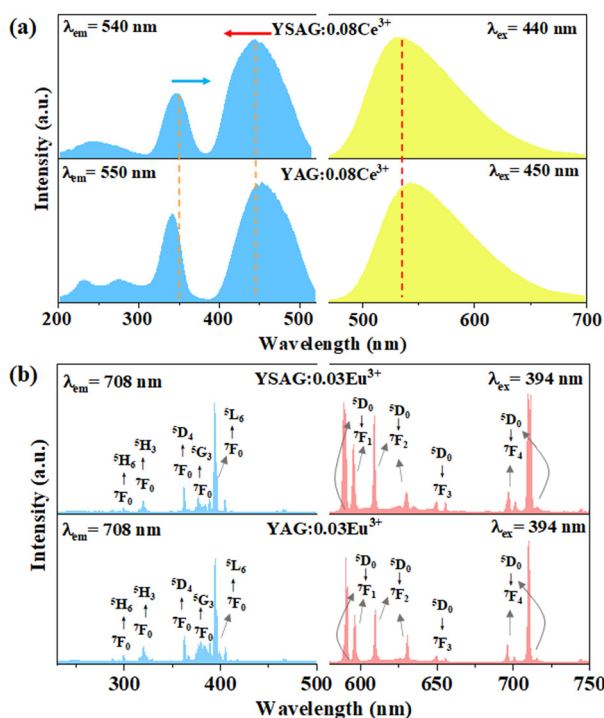 (a)
λem= 540 nm
YSAG:0.08Ce³⁺
λex= 440 nm
λem= 550 nm
YAG:0.08Ce³⁺
λex= 450 nm
Intensity (a.u.)
200 300 400 500 500 600 700
Wavelength (nm)
(b)
λem= 708 nm
YSAG:0.03Eu³⁺
λex= 394 nm
⁵H₆
⁷F₀
⁵H₃
⁷F₀
⁵D₄
⁷F₀
⁵G₃
⁷F₀
⁵L₆
⁷F₀
⁵D₀
⁷F₁
⁵D₀
⁷F₂
⁵D₀
⁷F₃
⁵D₀
⁷F₄
λem= 708 nm
YAG:0.03Eu³⁺
λex= 394 nm
⁵H₆
⁷F₀
⁵H₃
⁷F₀
⁵D₄
⁷F₀
⁵G₃
⁷F₀
⁵L₆
⁷F₀
⁵D₀
⁷F₁
⁵D₀
⁷F₂
⁵D₀
⁷F₃
⁵D₀
⁷F₄
Intensity (a.u.)
300 400 500 600 650 700 750
Wavelength (nm)